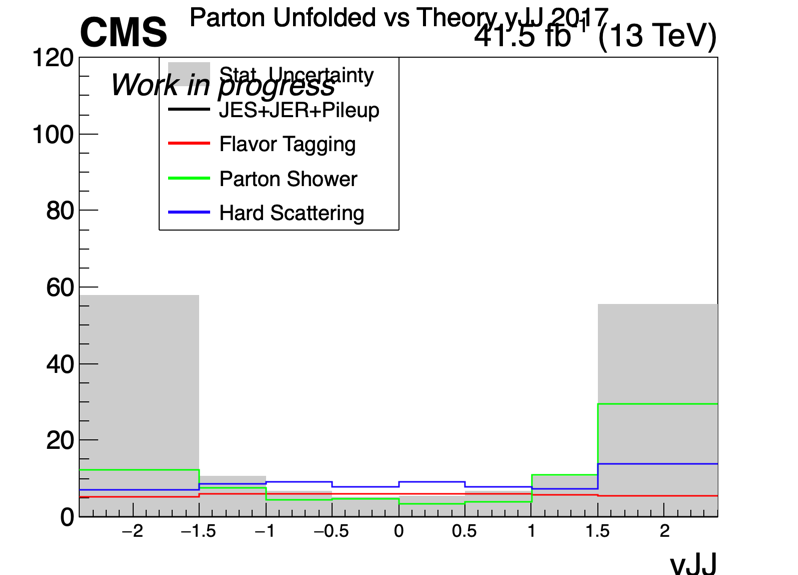 Parton Unfolded vs Theory yJJ 2017
CMS
41.5 fb⁻¹ (13 TeV)
Work in progress
Stat. Uncertainty
JES+JER+Pileup
Flavor Tagging
Parton Shower
Hard Scattering
120
100
80
60
40
20
0
−2 −1.5 −1 −0.5 0 0.5 1 1.5 2
yJJ